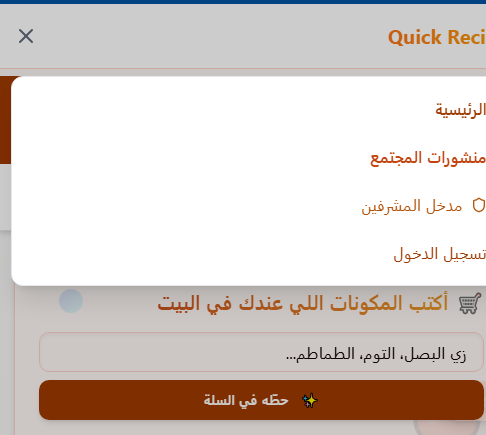 Quick Reci
الرئيسية
منشورات المجتمع
مدخل المشرفين
تسجيل الدخول
أكتب المكونات اللي عندك في البيت
زي البصل، التوم، الطماطم...
حطّه في السلة